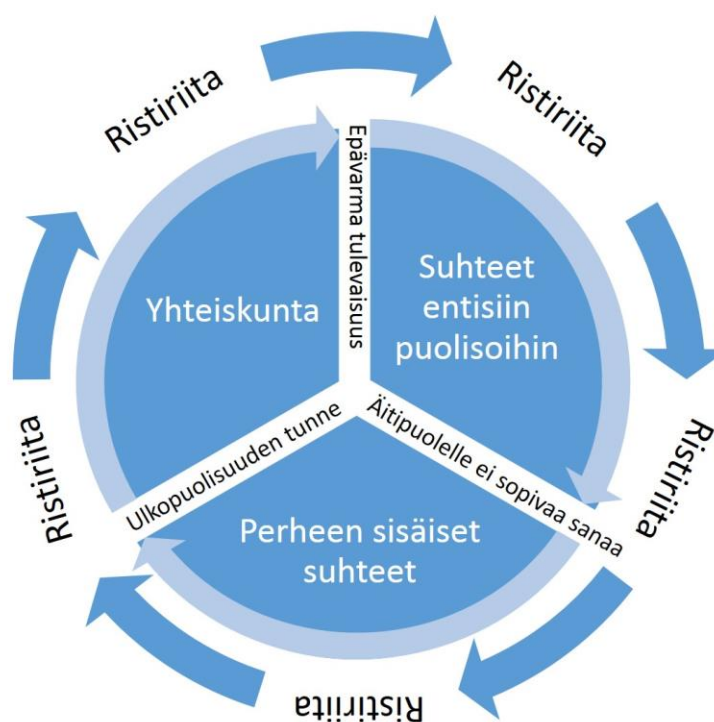 Ristiriita
Ristiriita
Epävarma tulevaisuus
Yhteiskunta
Suhteet
entisiin
puolisoihin
Ulkopuolisuuden tunne
Äitipuolelle ei sopivaa sanaa
Ristiriita
Ristiriita
Perheen sisäiset
suhteet
Ristiriita